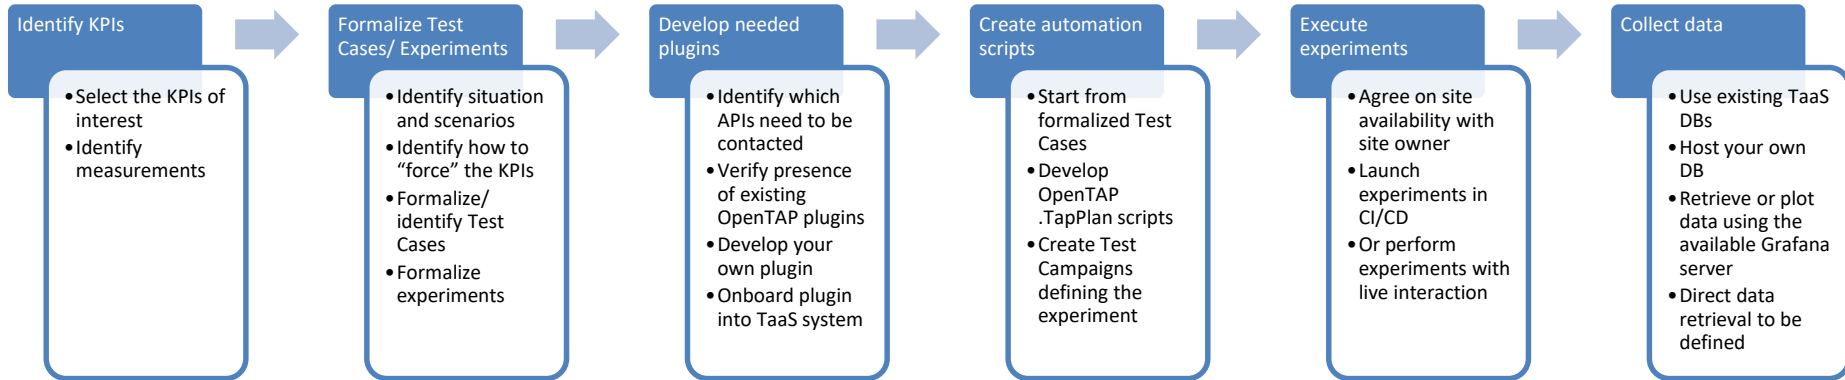 Identify KPIs
•Select the KPIs of
interest
•Identify
measurements
Formalize Test
Cases/ Experiments
•Identify situation
and scenarios
•Identify how to
“force” the KPIs
•Formalize/
identify Test
Cases
•Formalize
experiments
Develop needed
plugins
•Identify which
APIs need to be
contacted
•Verify presence
of existing
OpenTAP plugins
•Develop your
own plugin
•Onboard plugin
into TaaS system
Create automation
scripts
•Start from
formalized Test
Cases
•Develop
OpenTAP
.TapPlan scripts
•Create Test
Campaigns
defining the
experiment
Execute
experiments
•Agree on site
availability with
site owner
•Launch
experiments in
CI/CD
•Or perform
experiments with
live interaction
Collect data
•Use existing TaaS
DBs
•Host your own
DB
•Retrieve or plot
data using the
available Grafana
server
•Direct data
retrieval to be
defined